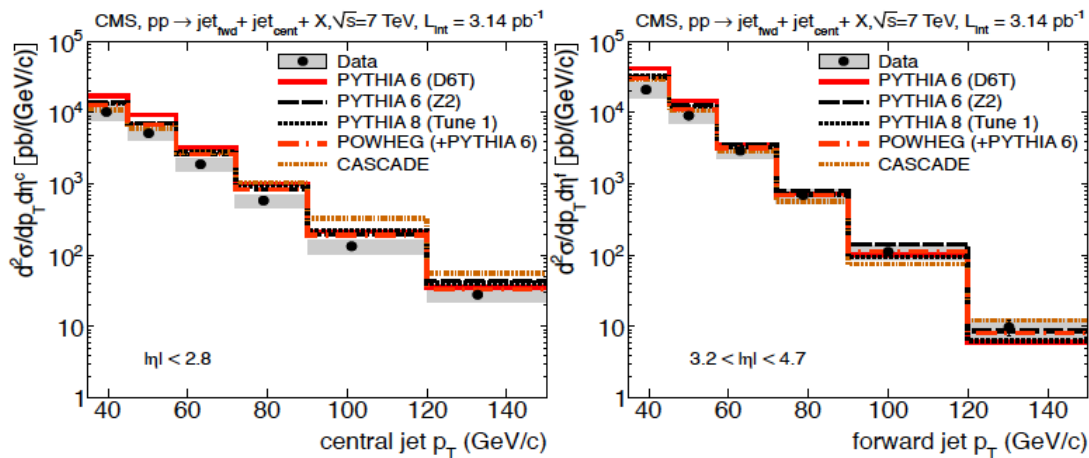 CMS, pp → jet_fwd + jet_cent + X, √s=7 TeV, L_int = 3.14 pb⁻¹
d²σ/dp_T dη^c [pb/(GeV/c)]
10⁵
10⁴
10³
10²
10
1
Data
PYTHIA 6 (D6T)
PYTHIA 6 (Z2)
PYTHIA 8 (Tune 1)
POWHEG (+PYTHIA 6)
CASCADE
|η| < 2.8
40 60 80 100 120 140
central jet p_T (GeV/c)
CMS, pp → jet_fwd + jet_cent + X, √s=7 TeV, L_int = 3.14 pb⁻¹
d²σ/dp_T dη^f [pb/(GeV/c)]
10⁵
10⁴
10³
10²
10
1
Data
PYTHIA 6 (D6T)
PYTHIA 6 (Z2)
PYTHIA 8 (Tune 1)
POWHEG (+PYTHIA 6)
CASCADE
3.2 < |η| < 4.7
40 60 80 100 120 140
forward jet p_T (GeV/c)